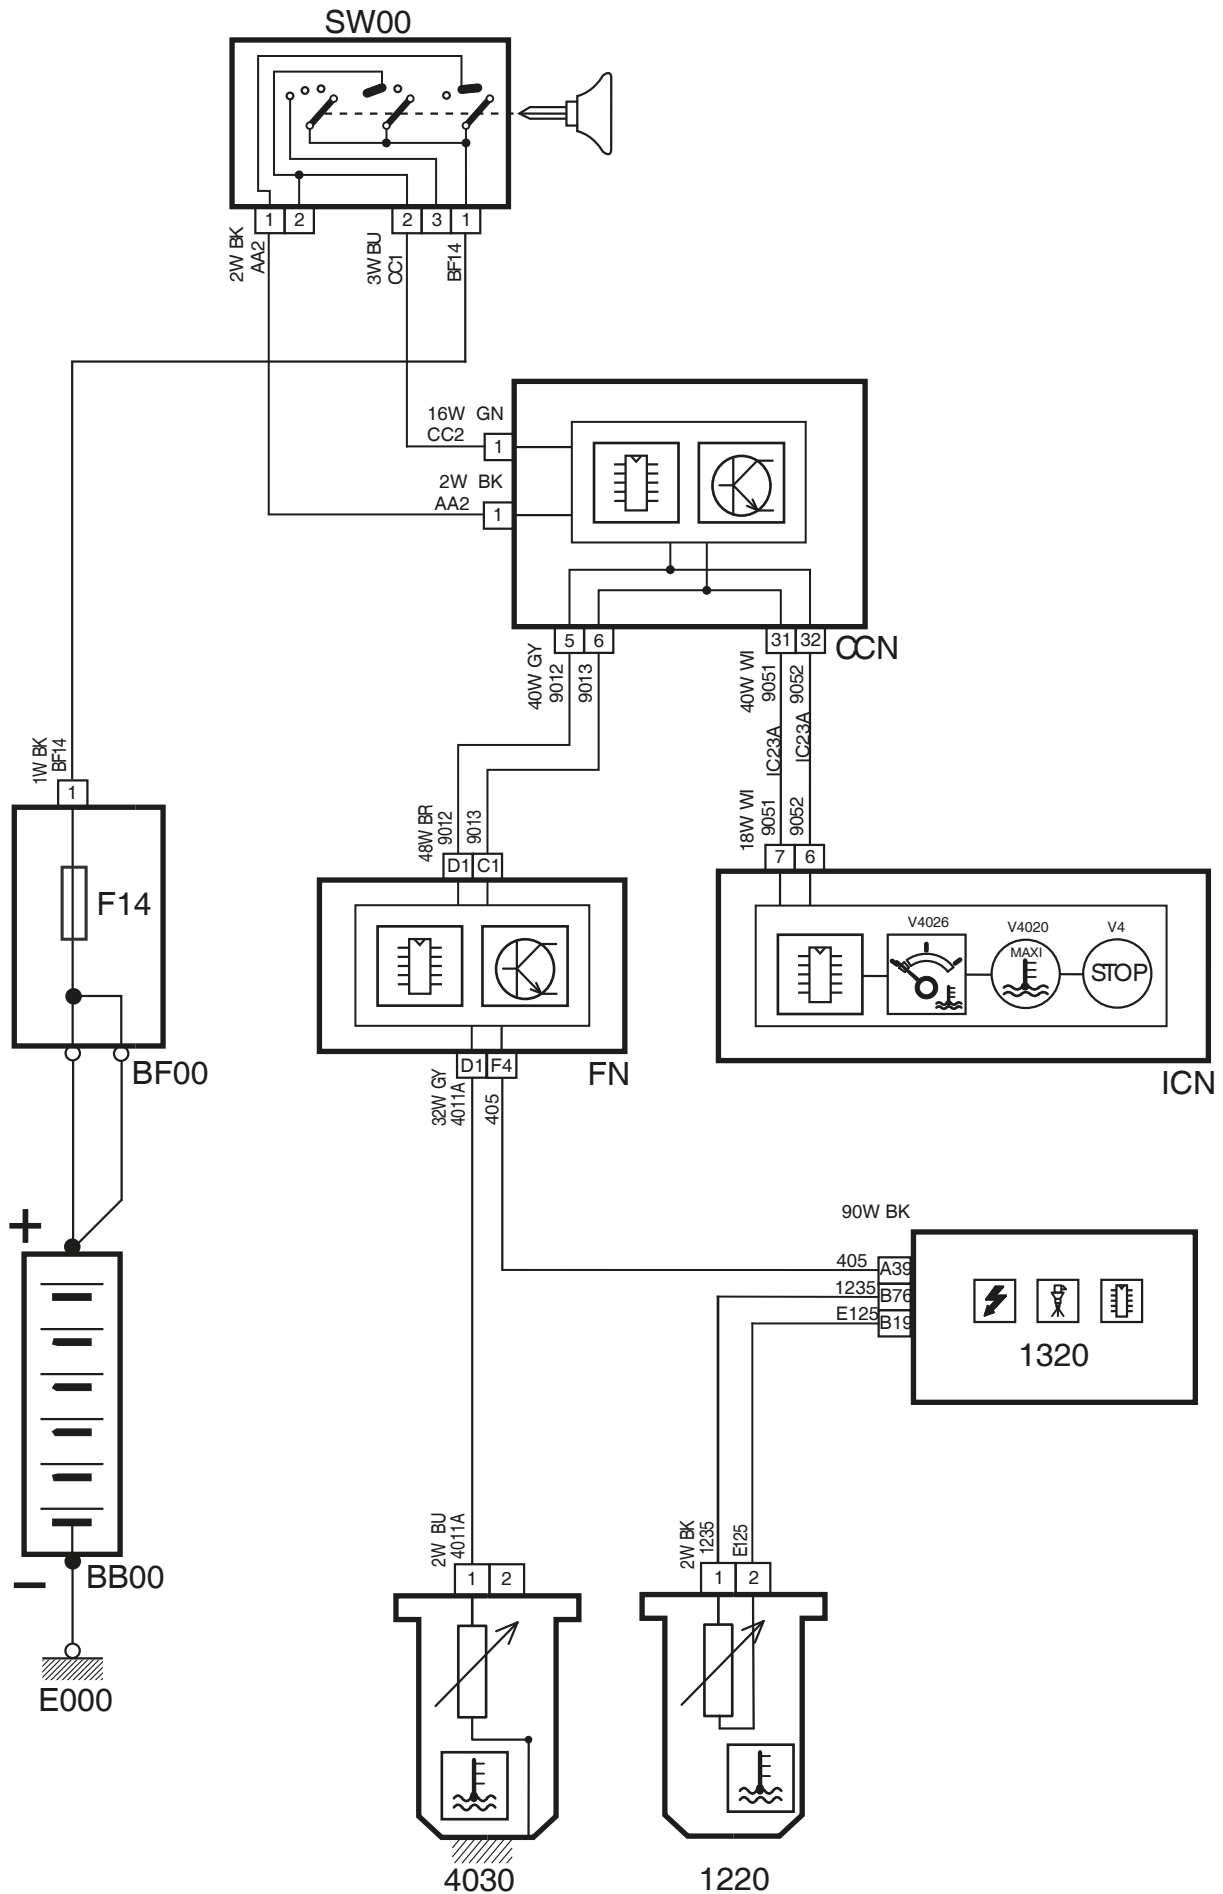 SW00
1 2 2 3 1
2W BK
AA2
3W BU
CC1
BF14
16W GN
CC2
1
2W BK
AA2
1
5 6 31 32
CCN
40W GY
9012
9013
40W WI
9051
9052
IC23A
IC23A
1W BK
BF14
1
F14
BF00
48W BR
9012
9013
D1 C1
18W WI
9051
9052
7 6
V4026
V4020
V4
MAXI
STOP
D1 F4
FN
ICN
32W GY
4011A
405
90W BK
405 A39
1235 B76
E125 B19
1320
+
−
BB00
E000
2W BU
4011A
1 2
2W BK
1235
E125
1 2
4030
1220